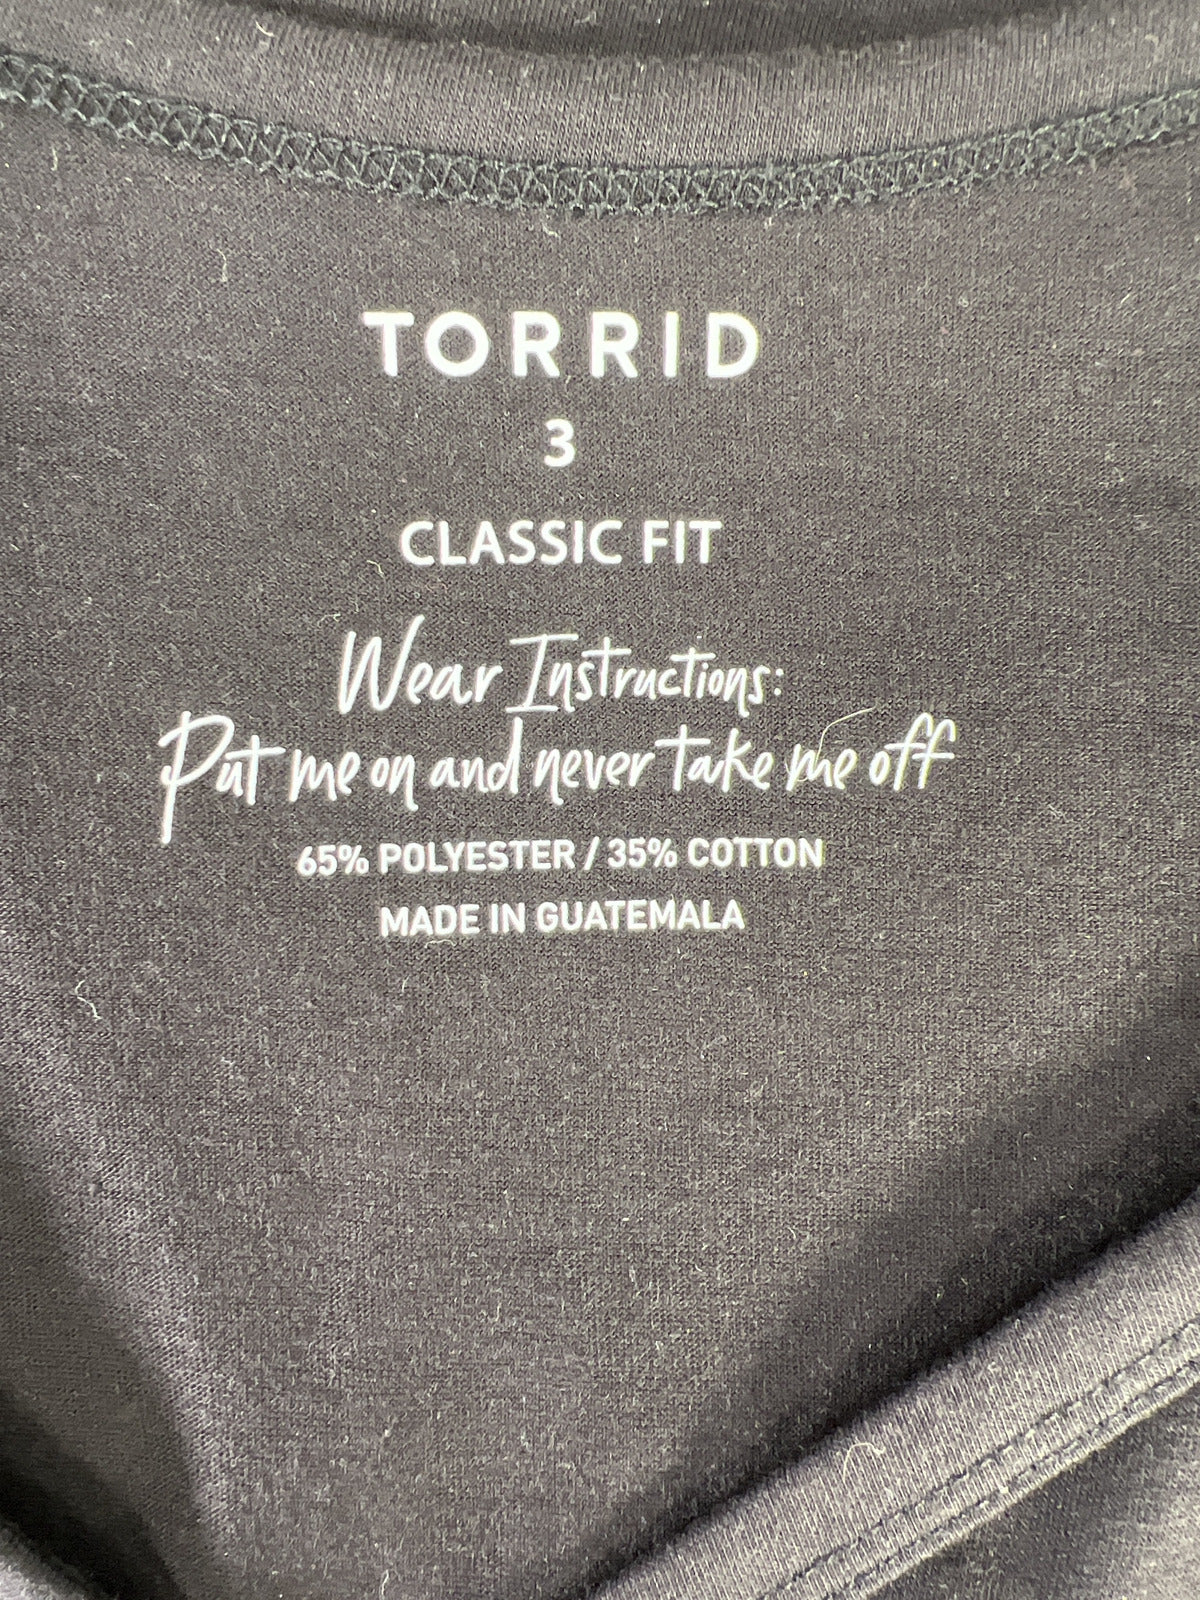 TORRID
3
CLASSIC FIT
Wear Instructions:
Put me on and never take me off
65% POLYESTER / 35% COTTON
MADE IN GUATEMALA